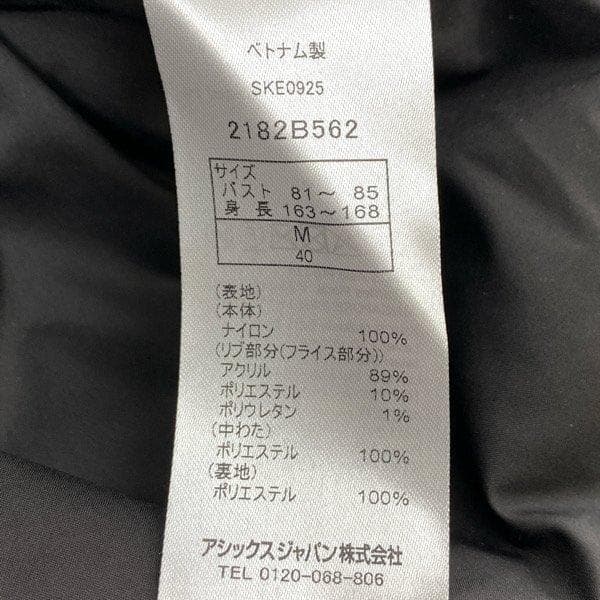 ベトナム製
SKE0925
2182B562
サイズ
バスト 81～ 85
身 長 163～168
M
40
(表地)
(本体)
ナイロン 100%
(リブ部分(フライス部分))
アクリル 89%
ポリエステル 10%
ポリウレタン 1%
(中わた)
ポリエステル 100%
(裏地)
ポリエステル 100%
アシックスジャパン株式会社
TEL 0120-068-806